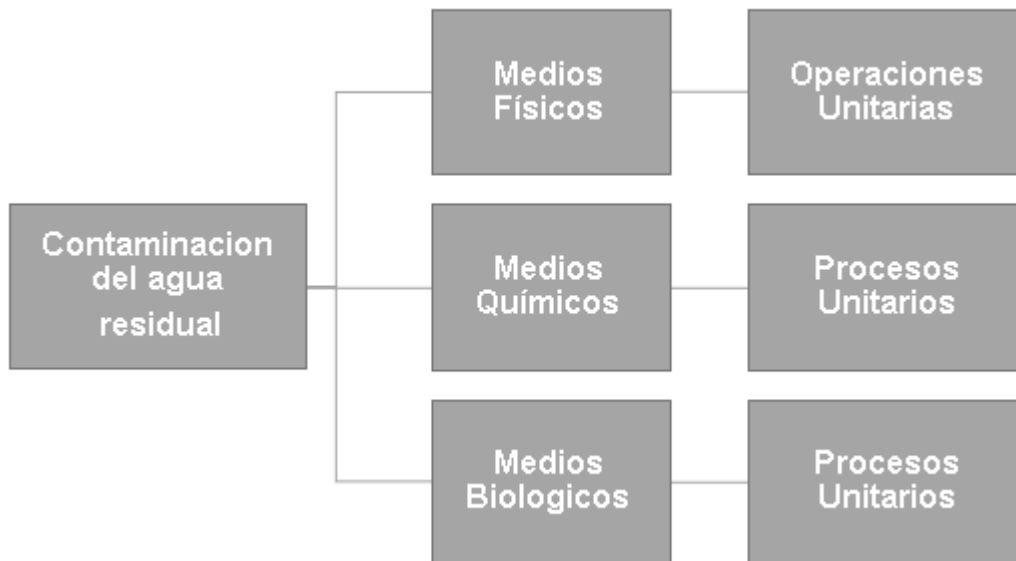 Contaminacion
del agua
residual
Medios
Físicos
Operaciones
Unitarias
Medios
Químicos
Procesos
Unitarios
Medios
Biologicos
Procesos
Unitarios